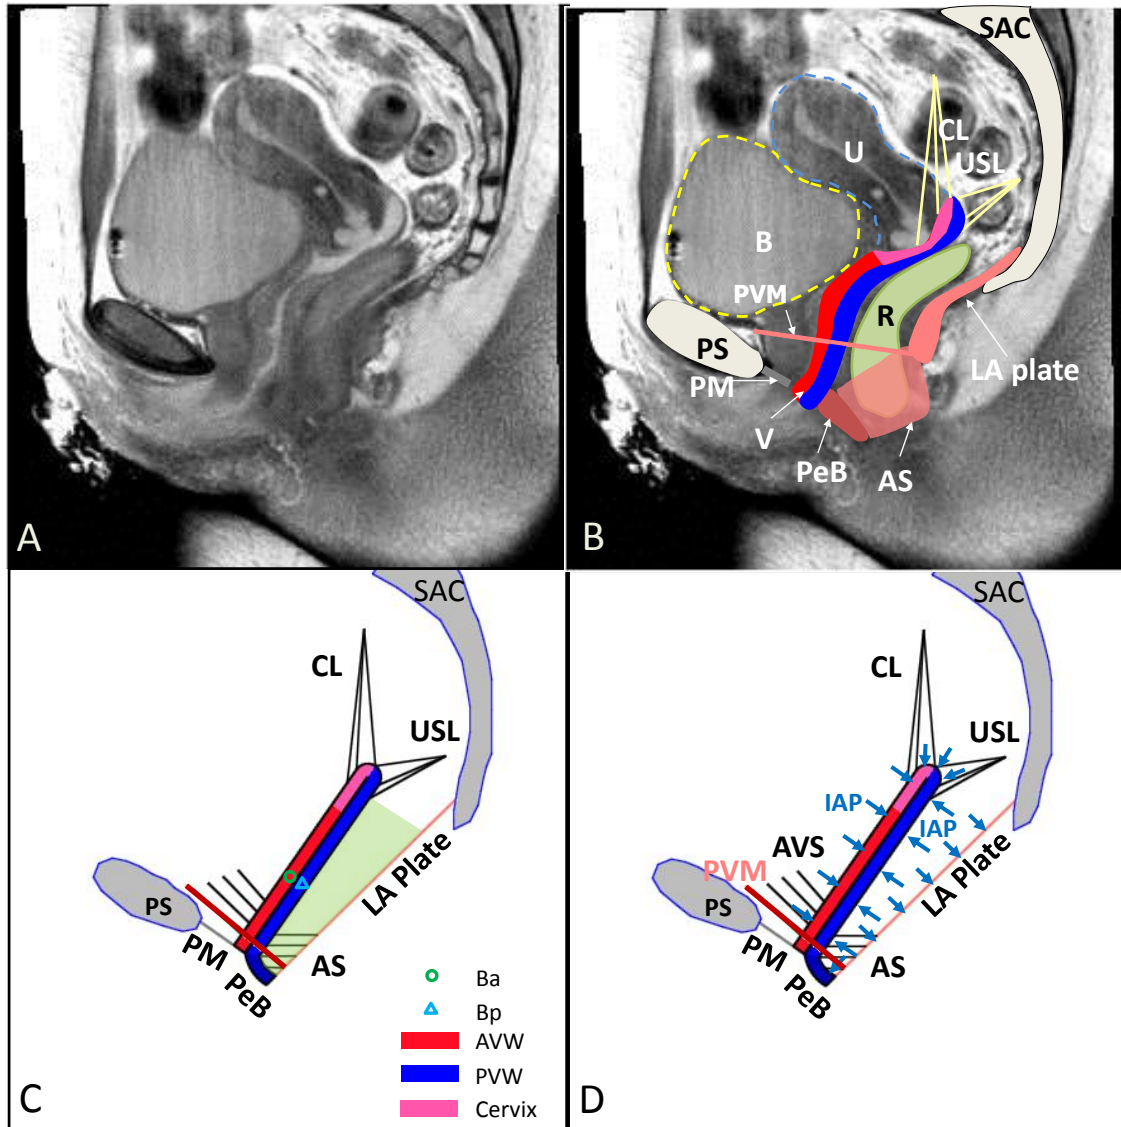 A
SAC
CL
USL
U
B
PVM
R
PS
LA plate
PM
V
PeB
AS
B
SAC
CL
USL
LA Plate
PS
PM
AS
PeB
Ba
Bp
AVW
PVW
Cervix
C
SAC
CL
USL
IAP
IAP
AVS
PVM
LA Plate
PS
PM
AS
PeB
D